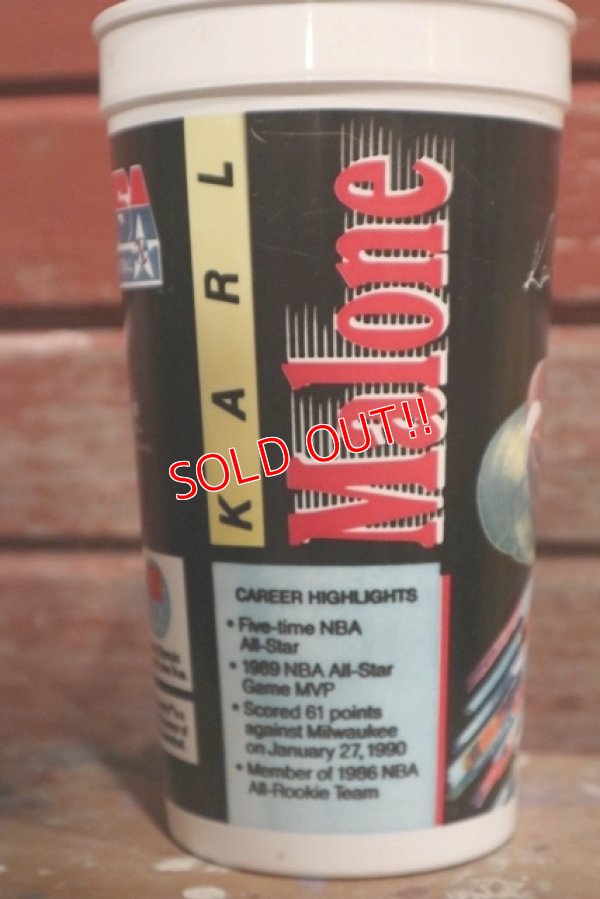 KARL
Malone
SOLD OUT!!
CAREER HIGHLIGHTS
• Five-time NBA
All-Star
• 1989 NBA All-Star
Game MVP
• Scored 61 points
against Milwaukee
on January 27, 1990
• Member of 1986 NBA
All-Rookie Team